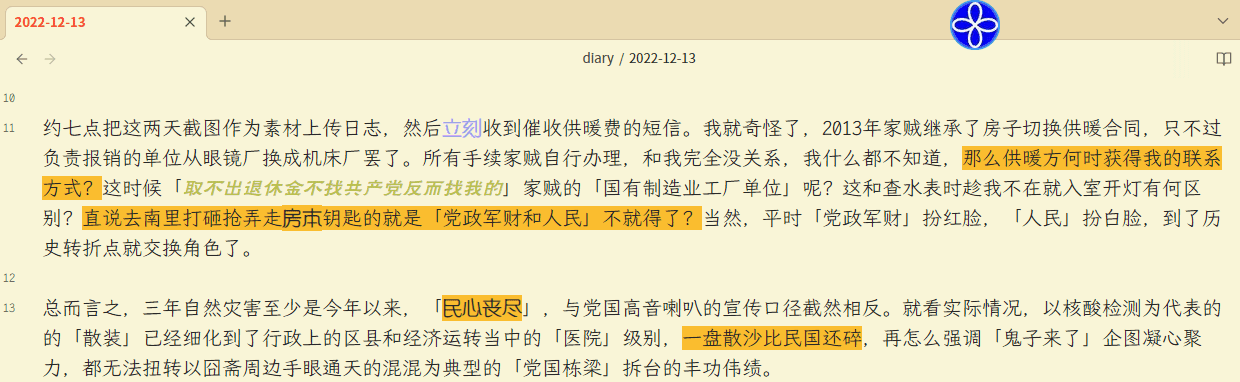 2022-12-13
diary / 2022-12-13
10
11
约七点把这两天截图作为素材上传日志，然后立刻收到催收供暖费的短信。我就奇怪了，2013年家贼继承了房子切换供暖合同，只不过
负责报销的单位从眼镜厂换成机床厂罢了。所有手续家贼自行办理，和我完全没关系，我什么都不知道，那么供暖方何时获得我的联系
方式？这时候「取不出退休金不找共产党反而找我的」家贼的「国有制造业工厂单位」呢？这和查水表时趁我不在就入室开灯有何区
别？直说去南里打砸抢弄走房本钥匙的就是「党政军财和人民」不就得了？当然，平时「党政军财」扮红脸，「人民」扮白脸，到了历
史转折点就交换角色了。
12
13
总而言之，三年自然灾害至少是今年以来，「民心丧尽」，与党国高音喇叭的宣传口径截然相反。就看实际情况，以核酸检测为代表的
的「散装」已经细化到了行政上的区县和经济运转当中的「医院」级别，一盘散沙比民国还碎，再怎么强调「鬼子来了」企图凝心聚
力，都无法扭转以囧斋周边手眼通天的混混为典型的「党国栋梁」拆台的丰功伟绩。